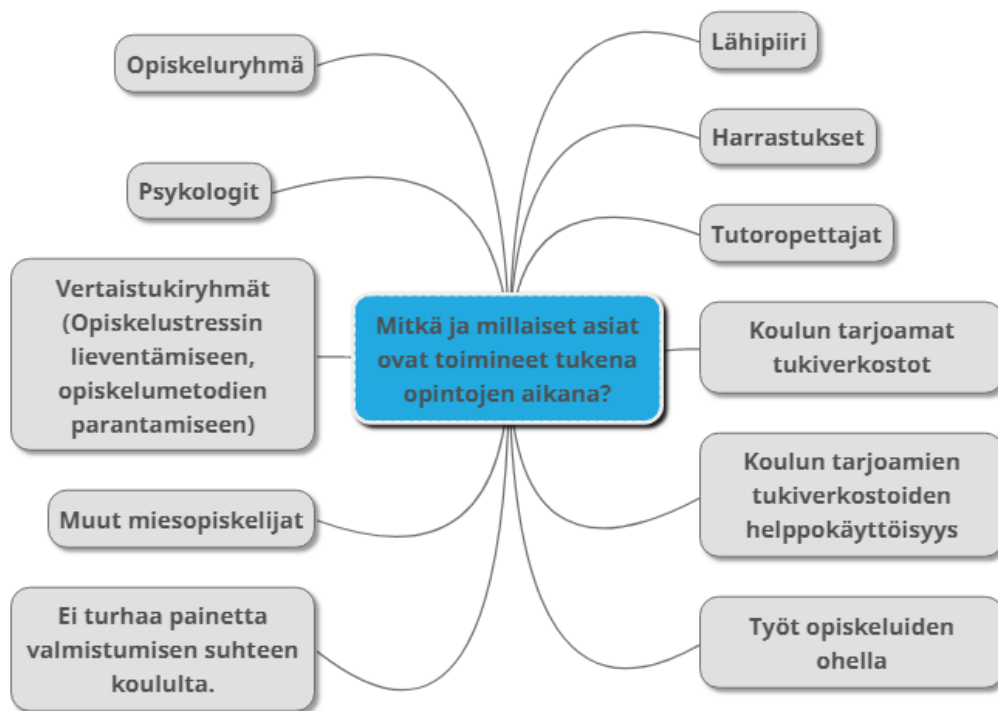 Opiskeluryhmä
Psykologit
Vertaistukiryhmät
(Opiskelustressin
lieventämiseen,
opiskelumetodien
parantamiseen)
Muut miesopiskelijat
Ei turhaa painetta
valmistumisen suhteen
koululta.
Mitkä ja millaiset asiat
ovat toimineet tukena
opintojen aikana?
Lähipiiri
Harrastukset
Tutoropettajat
Koulun tarjoamat
tukiverkostot
Koulun tarjoamien
tukiverkostoiden
helppokäyttöisyys
Työt opiskeluiden
ohella